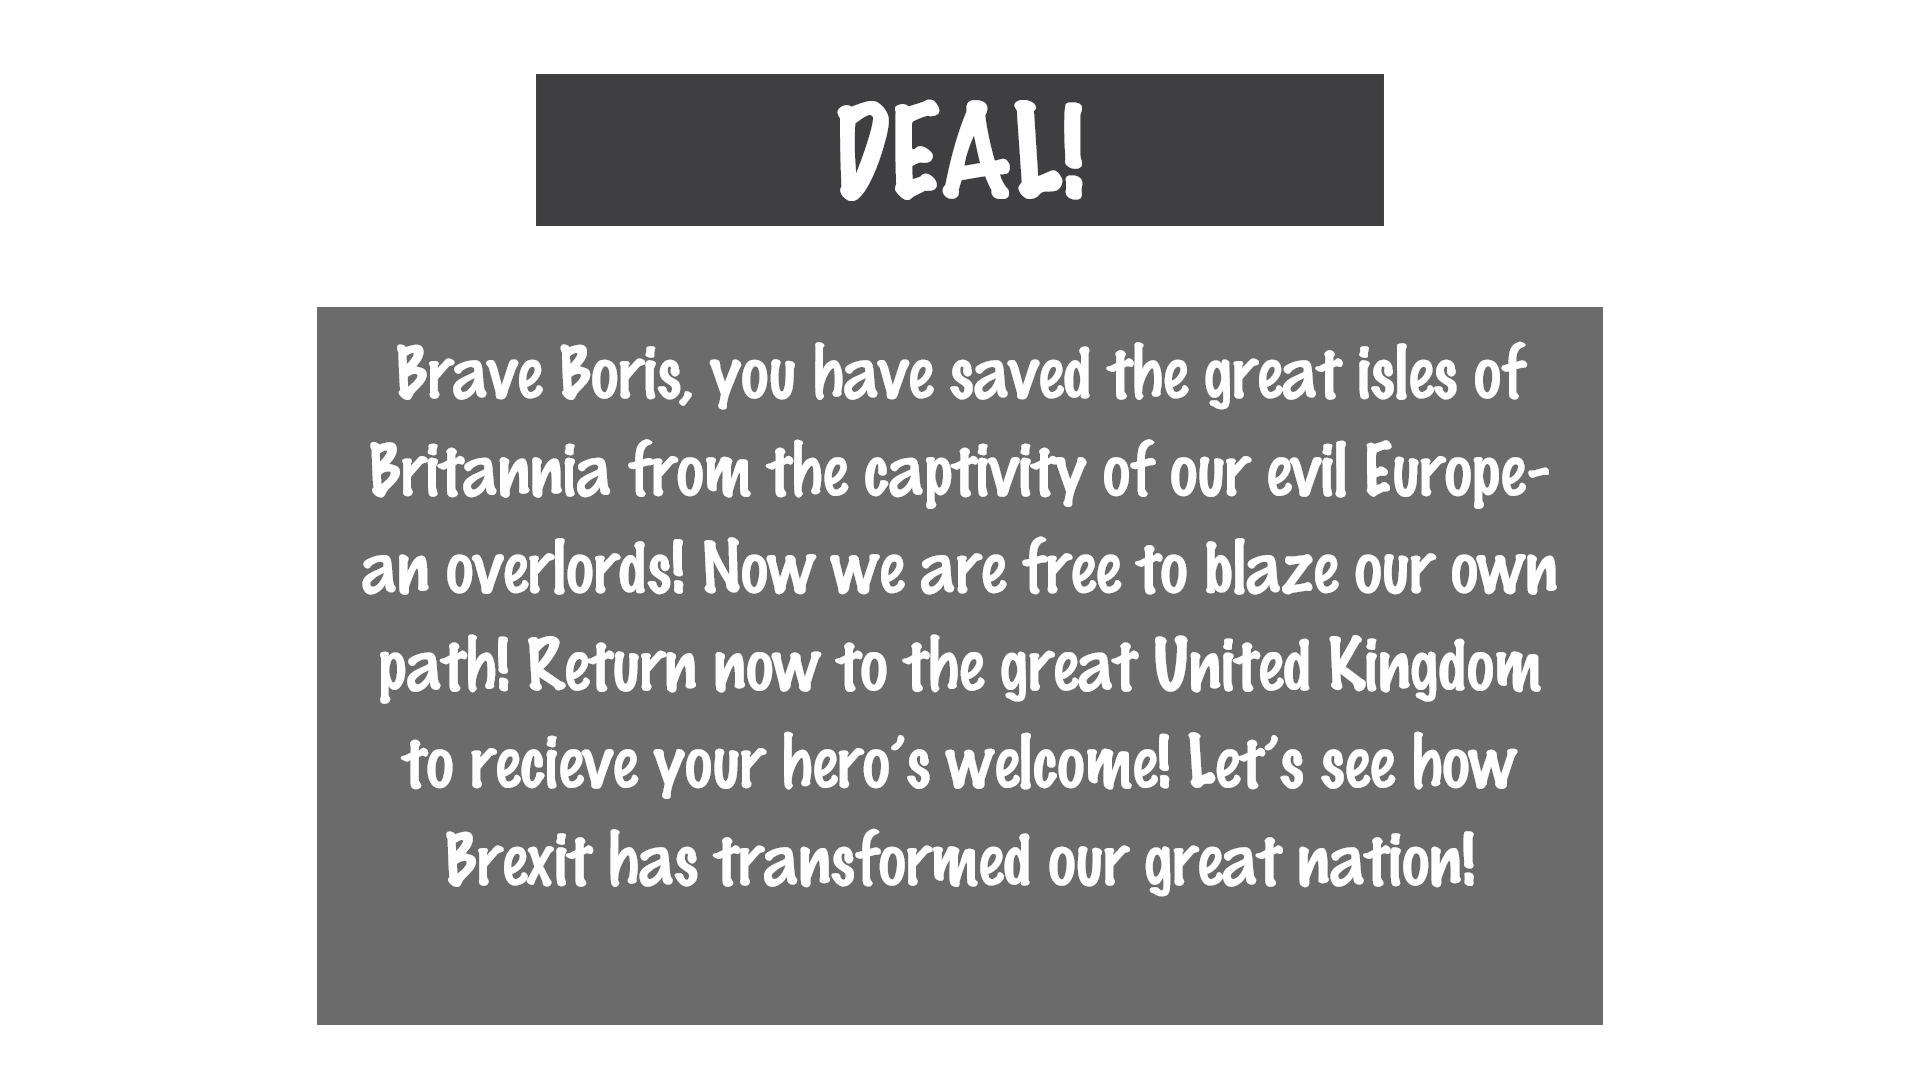 DEAL!
Brave Boris, you have saved the great isles of
Britannia from the captivity of our evil Europe-
an overlords! Now we are free to blaze our own
path! Return now to the great United Kingdom
to recieve your hero's welcome! Let's see how
Brexit has transformed our great nation!